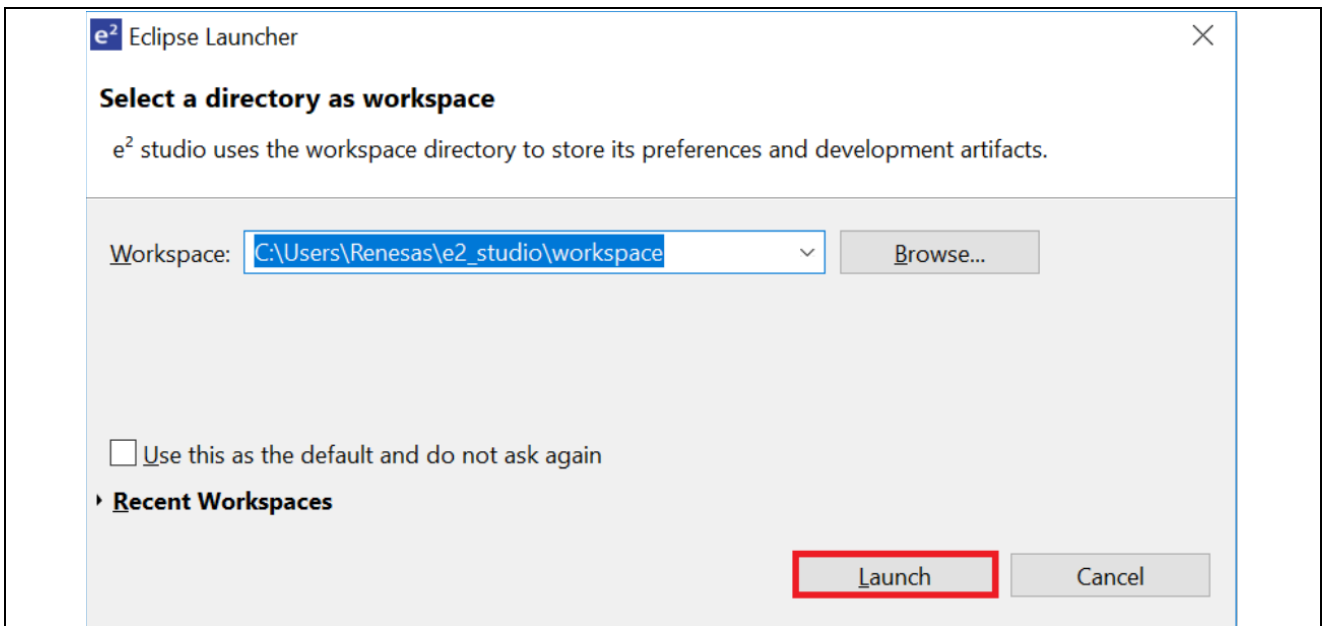 e² Eclipse Launcher
Select a directory as workspace
e² studio uses the workspace directory to store its preferences and development artifacts.
Workspace: C:\Users\Renesas\e2_studio\workspace Browse...
Use this as the default and do not ask again
Recent Workspaces
Launch Cancel